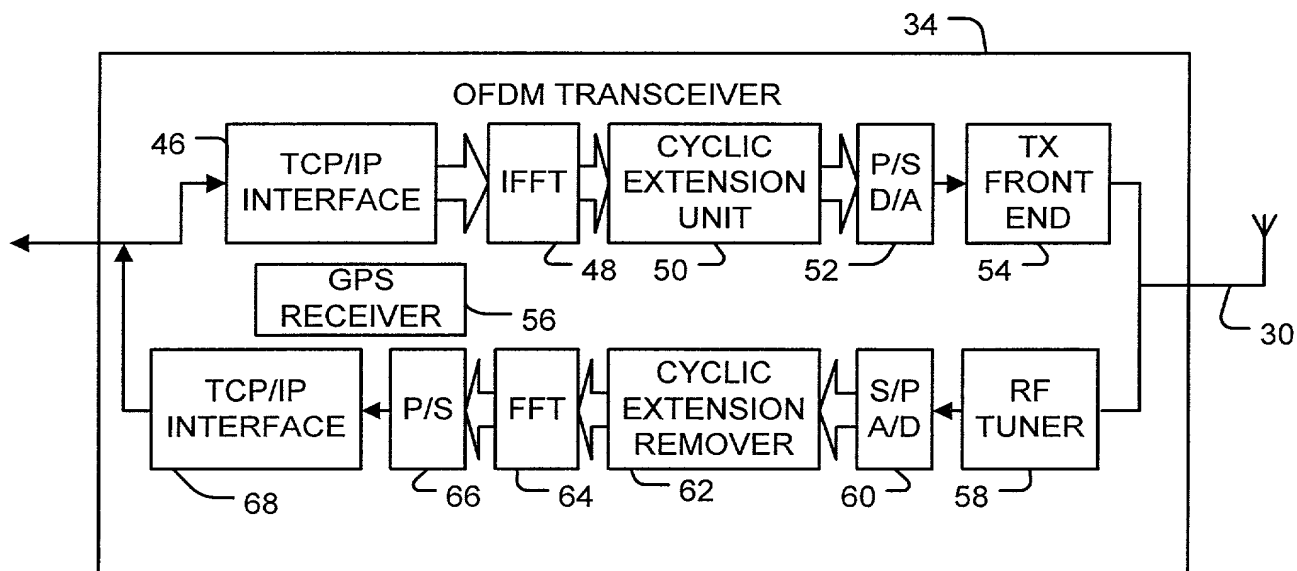 34
OFDM TRANSCEIVER
46
TCP/IP
INTERFACE
IFFT
CYCLIC
EXTENSION
UNIT
P/S
D/A
TX
FRONT
END
48
50
52
54
GPS
RECEIVER
56
30
TCP/IP
INTERFACE
P/S
FFT
CYCLIC
EXTENSION
REMOVER
S/P
A/D
RF
TUNER
68
66
64
62
60
58